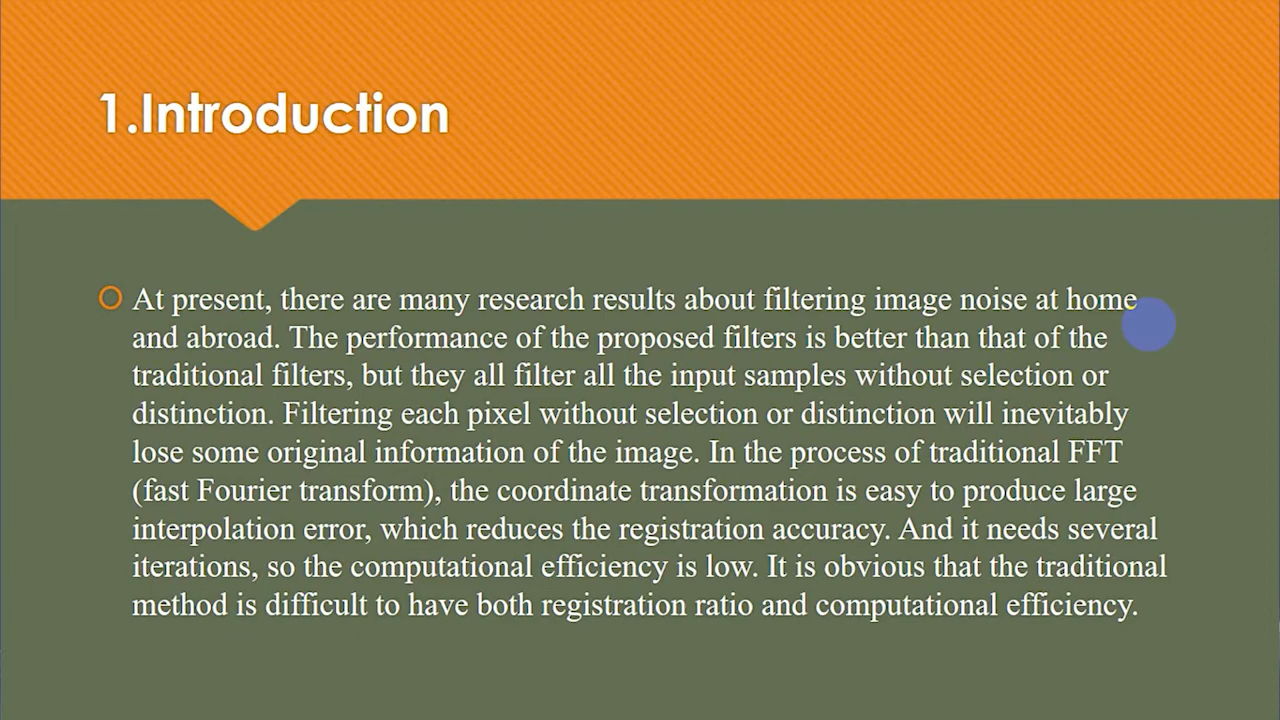 1.Introduction
At present, there are many research results about filtering image noise at home
and abroad. The performance of the proposed filters is better than that of the
traditional filters, but they all filter all the input samples without selection or
distinction. Filtering each pixel without selection or distinction will inevitably
lose some original information of the image. In the process of traditional FFT
(fast Fourier transform), the coordinate transformation is easy to produce large
interpolation error, which reduces the registration accuracy. And it needs several
iterations, so the computational efficiency is low. It is obvious that the traditional
method is difficult to have both registration ratio and computational efficiency.